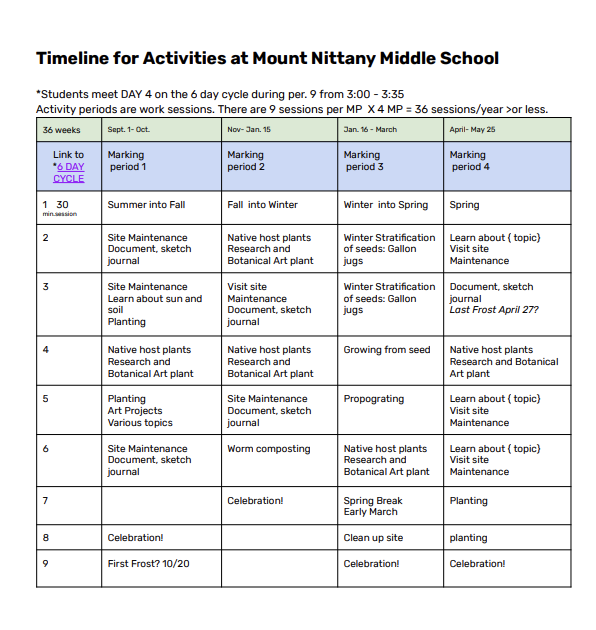 Timeline for Activities at Mount Nittany Middle School
*Students meet DAY 4 on the 6 day cycle during per. 9 from 3:00 - 3:35
Activity periods are work sessions. There are 9 sessions per MP  X 4 MP = 36 sessions/year >or less.
36 weeks
Sept. 1- Oct.
Nov- Jan. 15
Jan. 16 - March
April- May 25
Link to
*6 DAY
CYCLE
Marking
period 1
Marking
period 2
Marking
period 3
Marking
period 4
1   30
min.session
Summer into Fall
Fall  into Winter
Winter  into Spring
Spring
2
Site Maintenance
Document, sketch
journal
Native host plants
Research and
Botanical Art plant
Winter Stratification
of seeds: Gallon
jugs
Learn about { topic}
Visit site
Maintenance
3
Site Maintenance
Learn about sun and
soil
Planting
Visit site
Maintenance
Document, sketch
journal
Winter Stratification
of seeds: Gallon
jugs
Document, sketch
journal
Last Frost April 27?
4
Native host plants
Research and
Botanical Art plant
Native host plants
Research and
Botanical Art plant
Growing from seed
Native host plants
Research and Botanical
Art plant
5
Planting
Art Projects
Various topics
Site Maintenance
Document, sketch
journal
Propograting
Learn about { topic}
Visit site
Maintenance
6
Site Maintenance
Document, sketch
journal
Worm composting
Native host plants
Research and
Botanical Art plant
Learn about { topic}
Visit site
Maintenance
7
Celebration!
Spring Break
Early March
Planting
8
Celebration!
Clean up site
planting
9
First Frost? 10/20
Celebration!
Celebration!